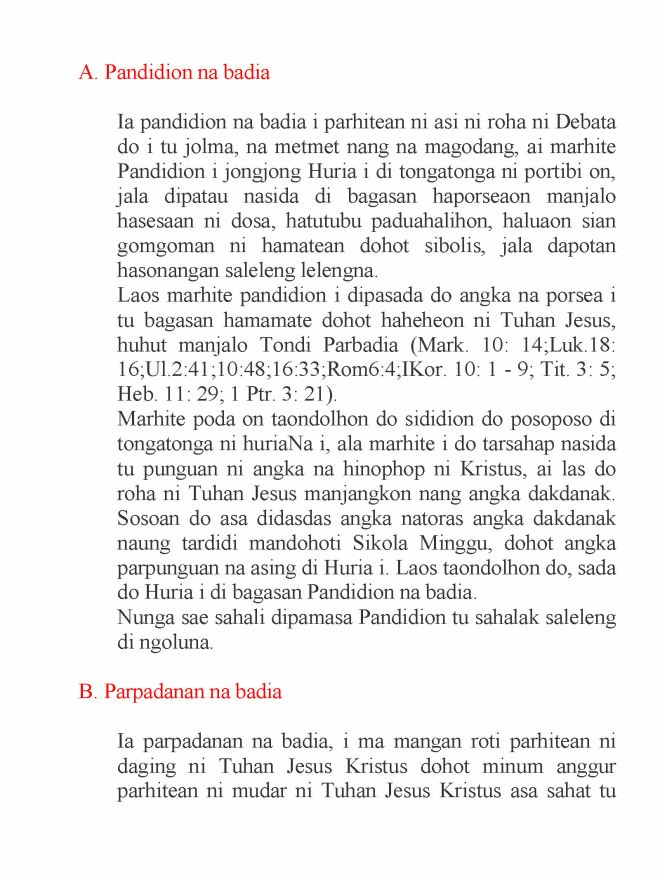 A. Pandidion na badia
Ia pandidion na badia i parhitean ni asi ni roha ni Debata
do i tu jolma, na metmet nang na magodang, ai marhite
Pandidion i jongjong Huria i di tongatonga ni portibi on,
jala dipatau nasida di bagasan haporseaon manjalo
hasesaan ni dosa, hatutubu paduahalihon, haluaon sian
gomgoman ni hamatean dohot sibolis, jala dapotan
hasonangan saleleng lelengna.
Laos marhite pandidion i dipasada do angka na porsea i
tu bagasan hamamate dohot haheheon ni Tuhan Jesus,
huhut manjalo Tondi Parbadia (Mark. 10: 14;Luk.18:
16;Ul.2:41;10:48;16:33;Rom6:4;IKor. 10: 1 - 9; Tit. 3: 5;
Heb. 11: 29; 1 Ptr. 3: 21).
Marhite poda on taondolhon do sididion do posoposo di
tongatonga ni huriaNa i, ala marhite i do tarsahap nasida
tu punguan ni angka na hinophop ni Kristus, ai las do
roha ni Tuhan Jesus manjangkon nang angka dakdanak.
Sosoan do asa didasdas angka natoras angka dakdanak
naung tardidi mandohoti Sikola Minggu, dohot angka
parpunguan na asing di Huria i. Laos taondolhon do, sada
do Huria i di bagasan Pandidion na badia.
Nunga sae sahali dipamasa Pandidion tu sahalak saleleng
di ngoluna.
B. Parpadanan na badia
Ia parpadanan na badia, i ma mangan roti parhitean ni
daging ni Tuhan Jesus Kristus dohot minum anggur
parhitean ni mudar ni Tuhan Jesus Kristus asa sahat tu